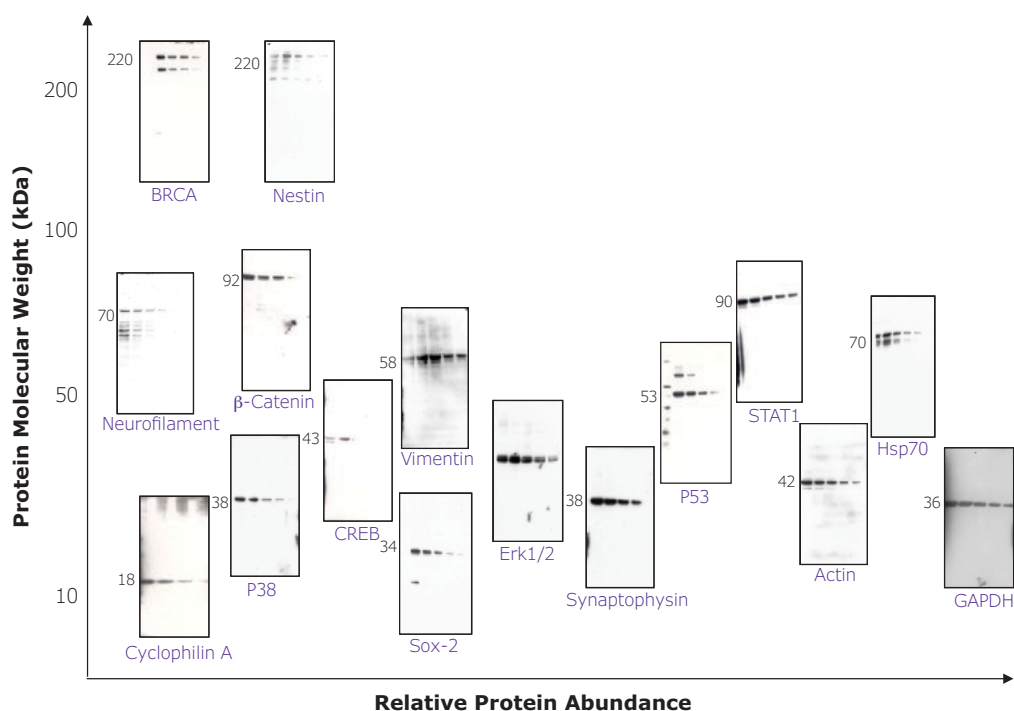 220
220
200
BRCA
Nestin
100
92
90
70
70
58
50
β-Catenin
53
STAT1
Neurofilament
43
Vimentin
Hsp70
42
38
38
P53
36
CREB
34
Erk1/2
Actin
18
P38
10
Synaptophysin
GAPDH
Cyclophilin A
Sox-2
Protein Molecular Weight (kDa)
Relative Protein Abundance